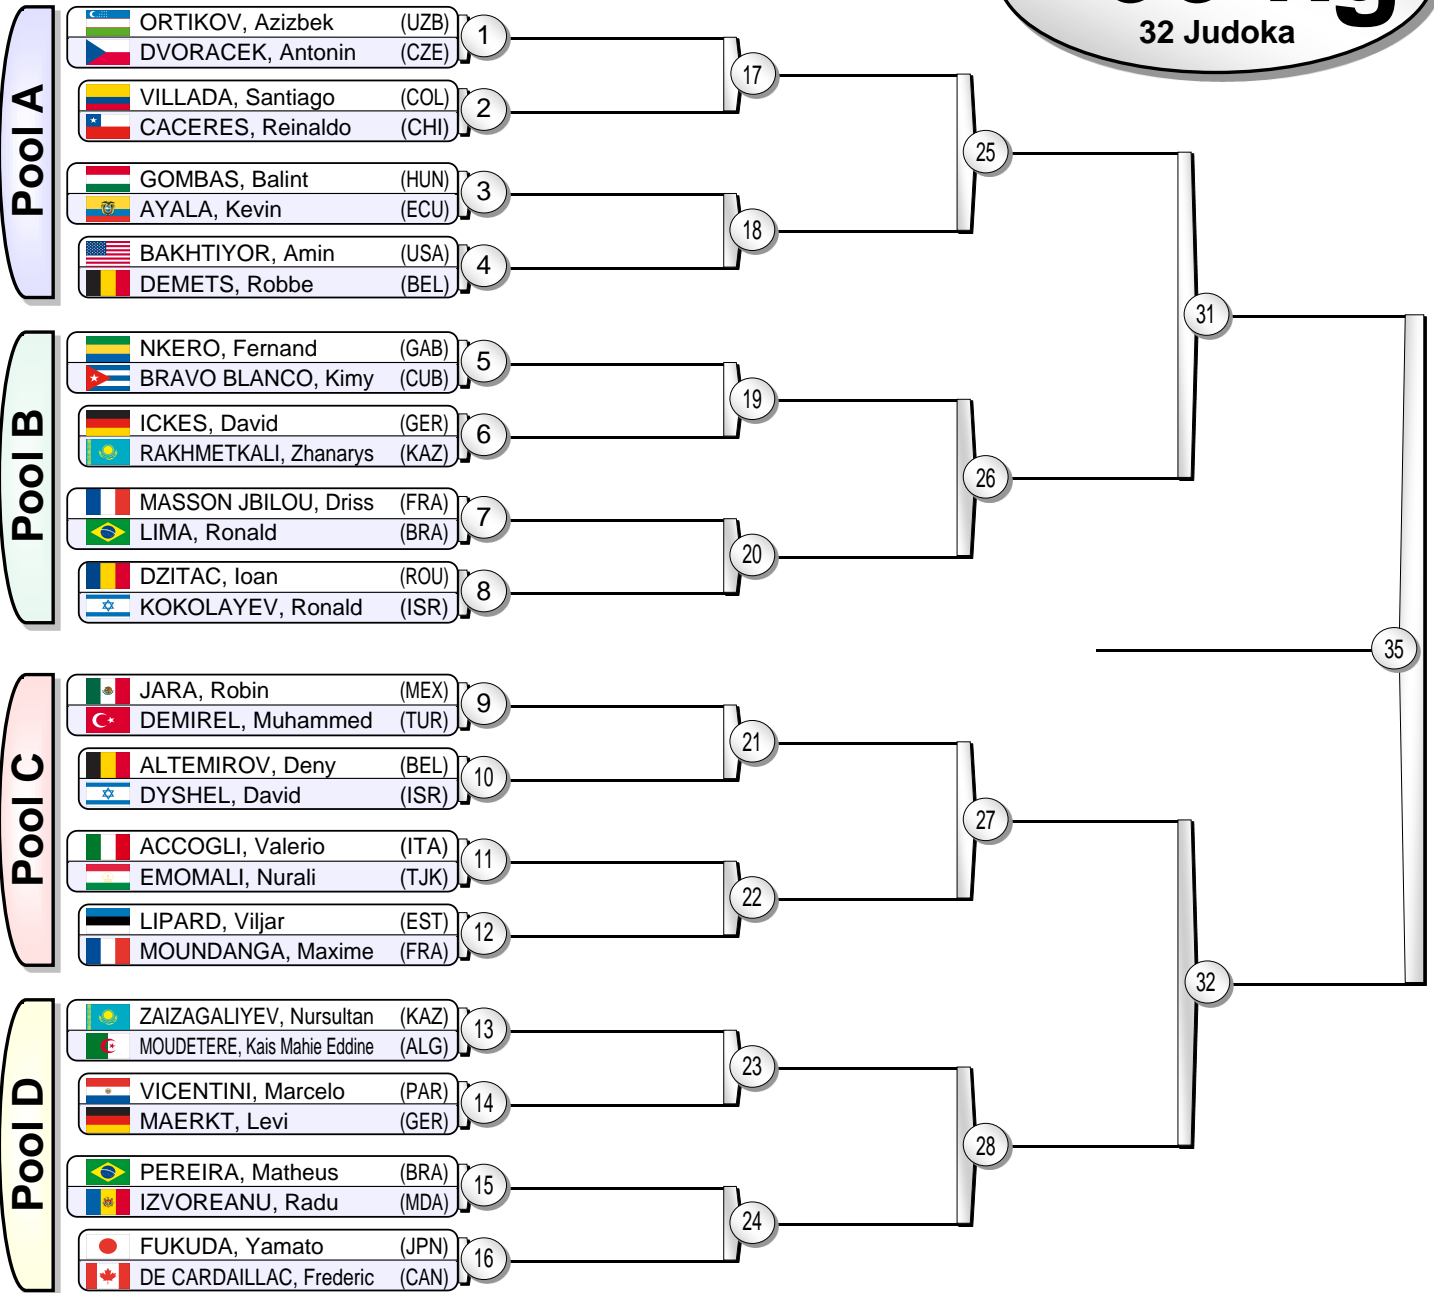 32 Judoka
Pool A
ORTIKOV, Azizbek (UZB)
DVORACEK, Antonin (CZE)
1
VILLADA, Santiago (COL)
CACERES, Reinaldo (CHI)
2
17
GOMBAS, Balint (HUN)
AYALA, Kevin (ECU)
3
BAKHTIYOR, Amin (USA)
DEMETS, Robbe (BEL)
4
18
25
Pool B
NKERO, Fernand (GAB)
BRAVO BLANCO, Kimy (CUB)
5
ICKES, David (GER)
RAKHMETKALI, Zhanarys (KAZ)
6
19
MASSON JBILOU, Driss (FRA)
LIMA, Ronald (BRA)
7
DZITAC, Ioan (ROU)
KOKOLAYEV, Ronald (ISR)
8
20
26
31
Pool C
JARA, Robin (MEX)
DEMIREL, Muhammed (TUR)
9
ALTEMIROV, Deny (BEL)
DYSHEL, David (ISR)
10
21
ACCOGLI, Valerio (ITA)
EMOMALI, Nurali (TJK)
11
LIPARD, Viljar (EST)
MOUNDANGA, Maxime (FRA)
12
22
27
Pool D
ZAIZAGALIYEV, Nursultan (KAZ)
MOUDETERE, Kais Mahie Eddine (ALG)
13
VICENTINI, Marcelo (PAR)
MAERKT, Levi (GER)
14
23
PEREIRA, Matheus (BRA)
IZVOREANU, Radu (MDA)
15
FUKUDA, Yamato (JPN)
DE CARDAILLAC, Frederic (CAN)
16
24
28
32
35